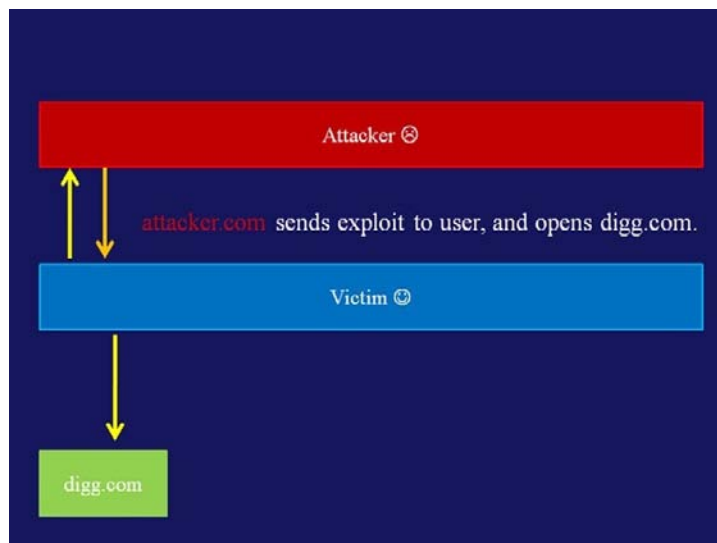 Attacker ☹
attacker.com sends exploit to user, and opens digg.com.
Victim ☺
digg.com